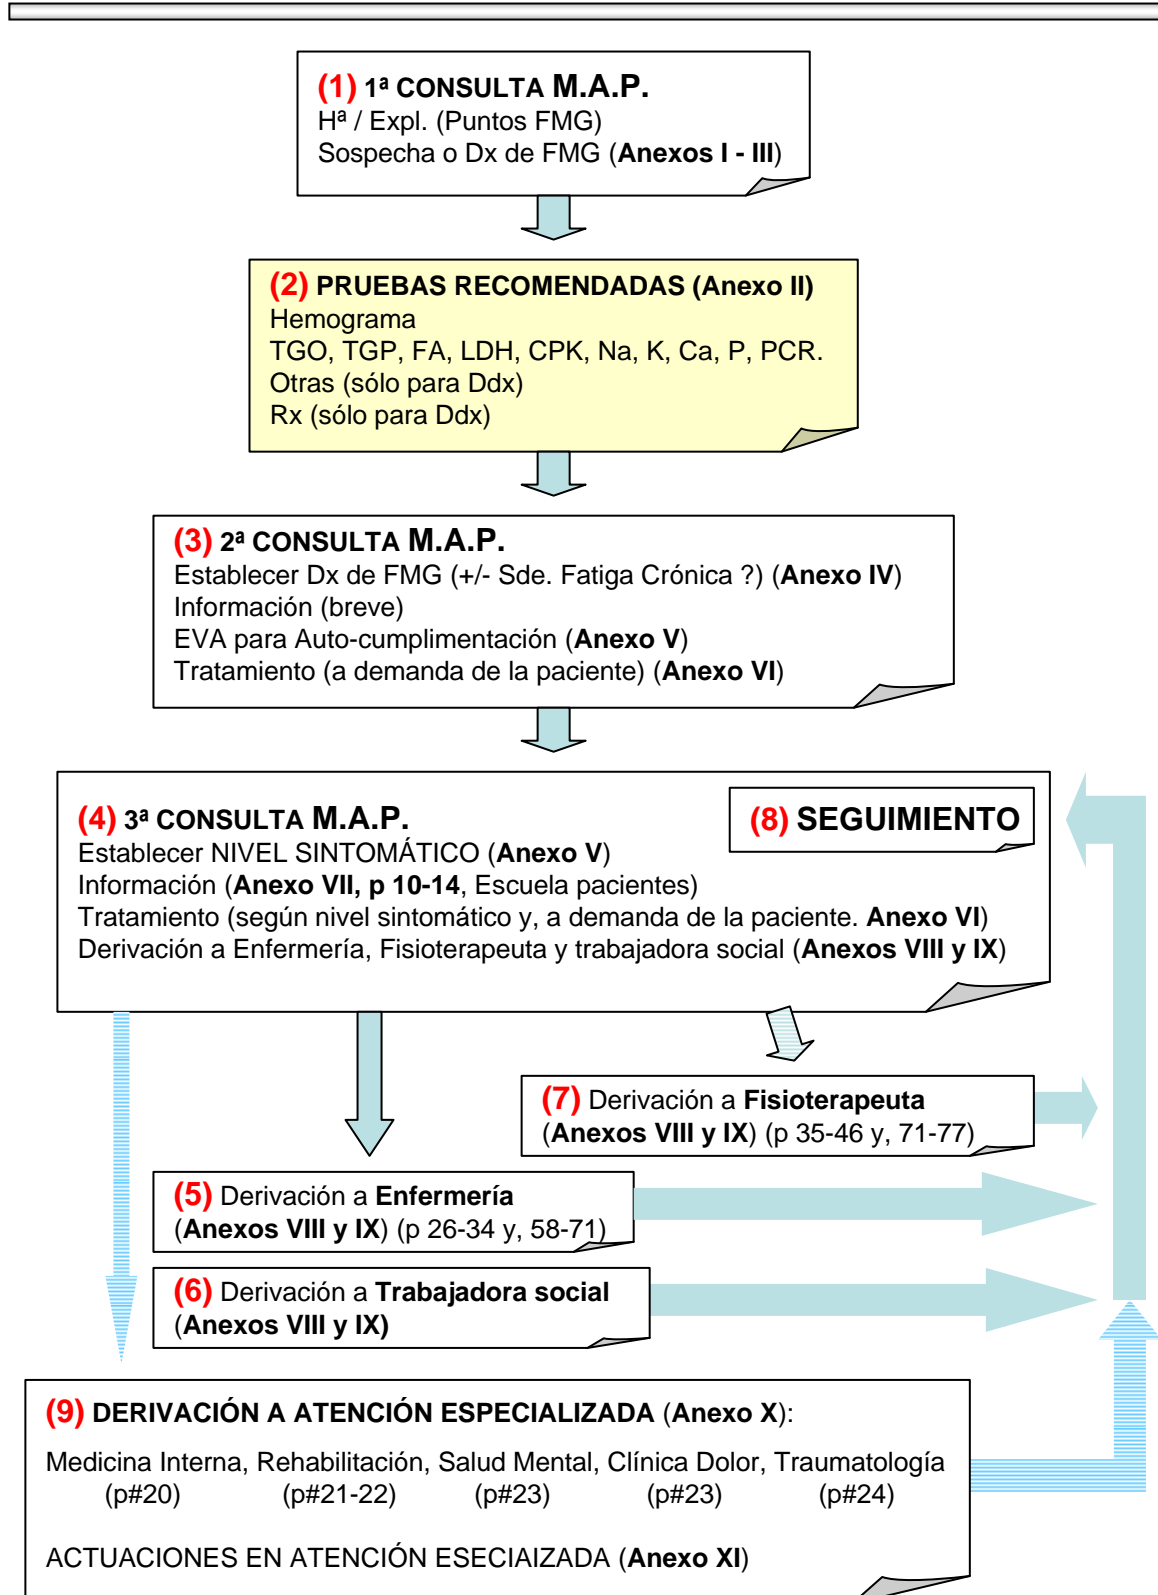 (1) 1ª CONSULTA M.A.P.
Hª / Expl. (Puntos FMG)
Sospecha o Dx de FMG (Anexos I - III)
(2) PRUEBAS RECOMENDADAS (Anexo II)
Hemograma
TGO, TGP, FA, LDH, CPK, Na, K, Ca, P, PCR.
Otras (sólo para Ddx)
Rx (sólo para Ddx)
(3) 2ª CONSULTA M.A.P.
Establecer Dx de FMG (+/- Sde. Fatiga Crónica ?) (Anexo IV)
Información (breve)
EVA para Auto-cumplimentación (Anexo V)
Tratamiento (a demanda de la paciente) (Anexo VI)
(4) 3ª CONSULTA M.A.P.
(8) SEGUIMIENTO
Establecer NIVEL SINTOMÁTICO (Anexo V)
Información (Anexo VII, p 10-14, Escuela pacientes)
Tratamiento (según nivel sintomático y, a demanda de la paciente. Anexo VI)
Derivación a Enfermería, Fisioterapeuta y trabajadora social (Anexos VIII y IX)
(7) Derivación a Fisioterapeuta
(Anexos VIII y IX) (p 35-46 y, 71-77)
(5) Derivación a Enfermería
(Anexos VIII y IX) (p 26-34 y, 58-71)
(6) Derivación a Trabajadora social
(Anexos VIII y IX)
(9) DERIVACIÓN A ATENCIÓN ESPECIALIZADA (Anexo X):
Medicina Interna, Rehabilitación, Salud Mental, Clínica Dolor, Traumatología
(p#20) (p#21-22) (p#23) (p#23) (p#24)
ACTUACIONES EN ATENCIÓN ESECIAIZADA (Anexo XI)